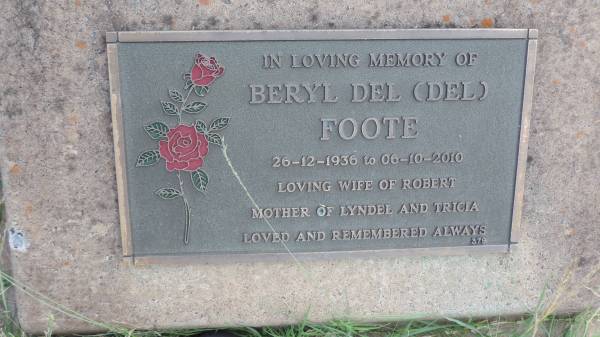 IN LOVING MEMORY OF
BERYL DEL (DEL)
FOOTE
26-12-1936 to 06-10-2010
LOVING WIFE OF ROBERT
MOTHER OF LYNDEL AND TRICIA
LOVED AND REMEMBERED ALWAYS